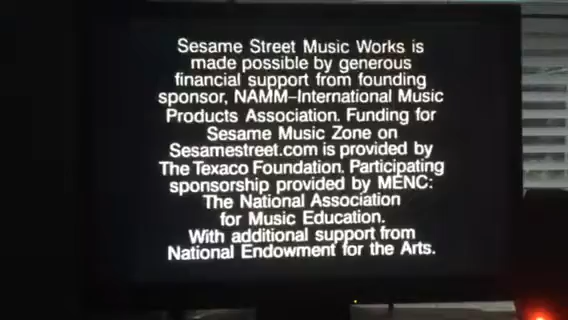 Sesame Street Music Works is
made possible by generous
financial support from founding
sponsor, NAMM–International Music
Products Association. Funding for
Sesame Music Zone on
Sesamestreet.com is provided by
The Texaco Foundation. Participating
sponsorship provided by MENC:
The National Association
for Music Education.
With additional support from
National Endowment for the Arts.